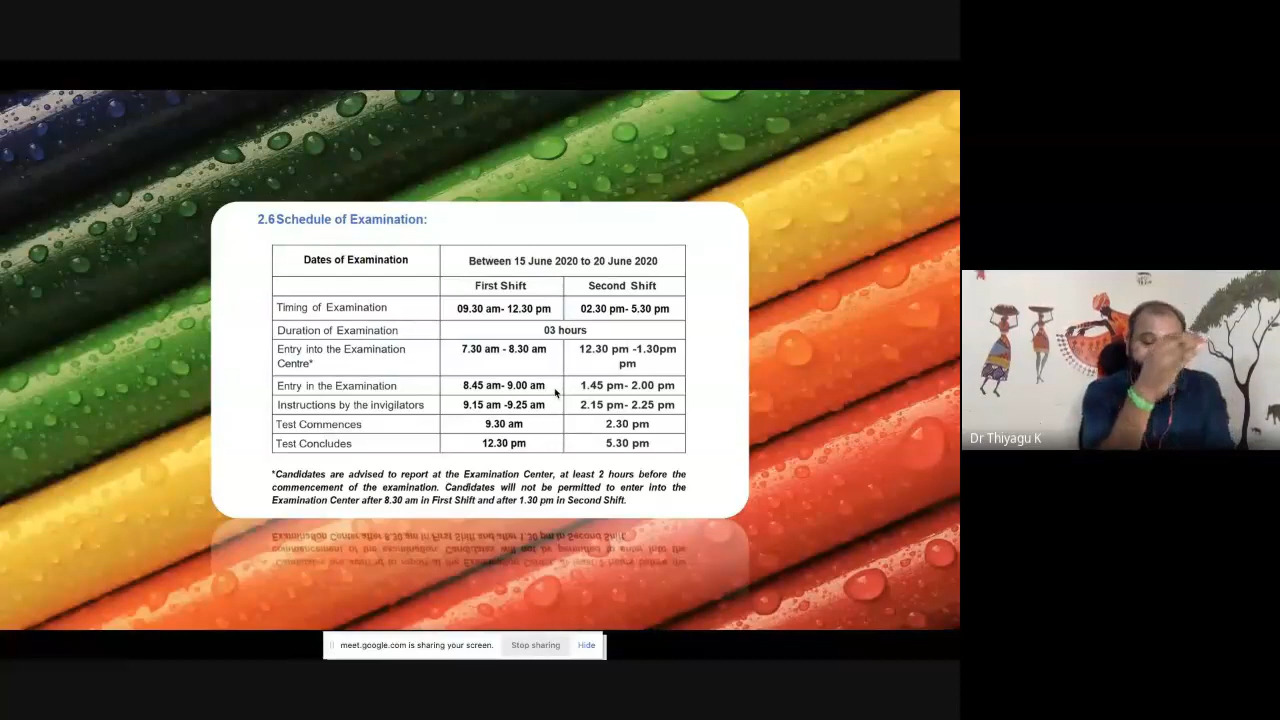 2.6Schedule of Examination:
Dates of Examination Between 15 June 2020 to 20 June 2020
First Shift Second Shift
Timing of Examination 09.30 am- 12.30 pm 02.30 pm- 5.30 pm
Duration of Examination 03 hours
Entry into the Examination 7.30 am - 8.30 am 12.30 pm -1.30pm
Centre* pm
Entry in the Examination 8.45 am- 9.00 am 1.45 pm- 2.00 pm
Instructions by the invigilators 9.15 am -9.25 am 2.15 pm- 2.25 pm
Test Commences 9.30 am 2.30 pm
Test Concludes 12.30 pm 5.30 pm
*Candidates are advised to report at the Examination Center, at least 2 hours before the
commencement of the examination. Candidates will not be permitted to enter into the
Examination Center after 8.30 am in First Shift and after 1.30 pm in Second Shift.
Dr Thiyagu K
meet.google.com is sharing your screen. Stop sharing Hide